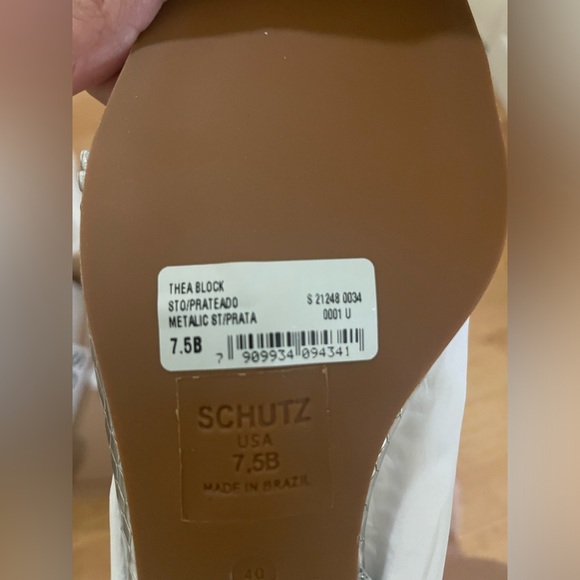 THEA BLOCK
STO/PRATEADO S 21248 0034
METALIC ST/PRATA 0001 U
7.5B
7 909934 094341
SCHUTZ
USA
7,5B
MADE IN BRAZIL
40